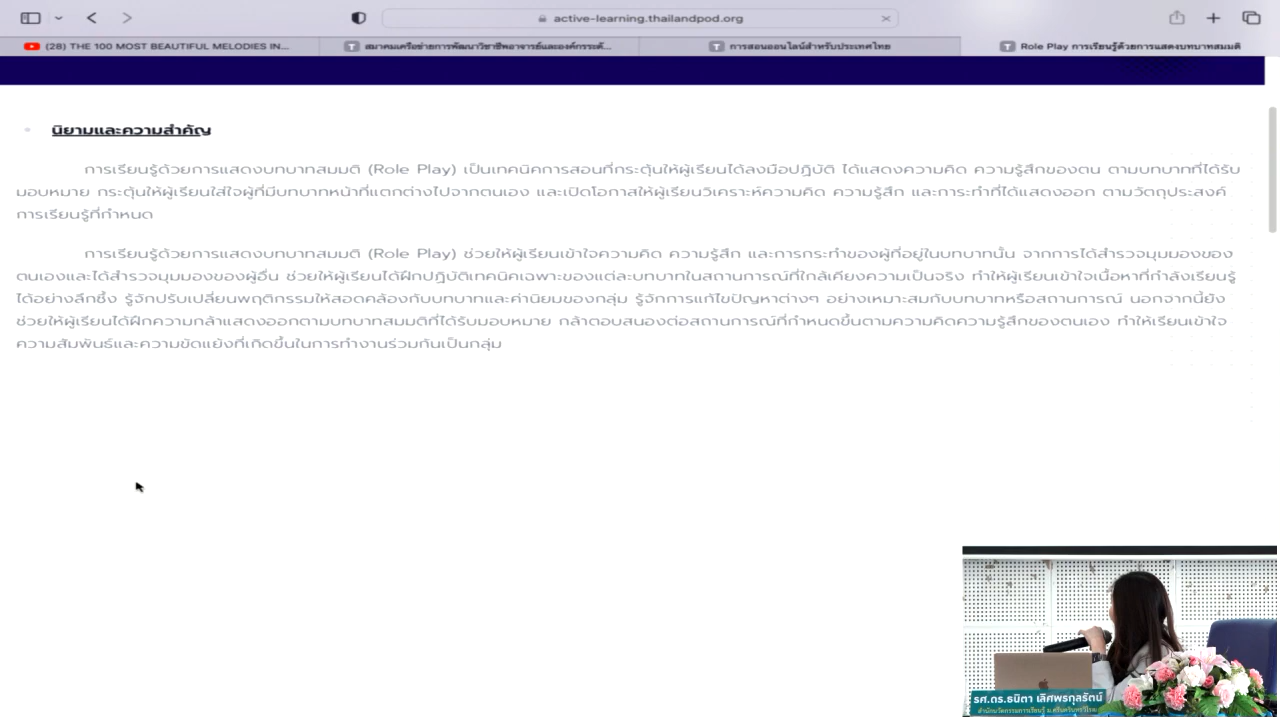 active-learning.thailandpod.org
(28) THE 100 MOST BEAUTIFUL MELODIES IN...
สมาคมเครือข่ายการพัฒนาวิชาชีพอาจารย์และองค์กรระดั...
การสอนออนไลน์สำหรับประเทศไทย
Role Play การเรียนรู้ด้วยการแสดงบทบาทสมมติ
นิยามและความสำคัญ
การเรียนรู้ด้วยการแสดงบทบาทสมมติ (Role Play) เป็นเทคนิคการสอนที่กระตุ้นให้ผู้เรียนได้ลงมือปฏิบัติ ได้แสดงความคิด ความรู้สึกของตน ตามบทบาทที่ได้รับ
มอบหมาย กระตุ้นให้ผู้เรียนใส่ใจผู้ที่มีบทบาทหน้าที่แตกต่างไปจากตนเอง และเปิดโอกาสให้ผู้เรียนวิเคราะห์ความคิด ความรู้สึก และการกระทำที่ได้แสดงออก ตามวัตถุประสงค์
การเรียนรู้ที่กำหนด
การเรียนรู้ด้วยการแสดงบทบาทสมมติ (Role Play) ช่วยให้ผู้เรียนเข้าใจความคิด ความรู้สึก และการกระทำของผู้ที่อยู่ในบทบาทนั้น จากการได้สำรวจมุมมองของ
ตนเองและได้สำรวจมุมมองของผู้อื่น ช่วยให้ผู้เรียนได้ฝึกปฏิบัติเทคนิคเฉพาะของแต่ละบทบาทในสถานการณ์ที่ใกล้เคียงความเป็นจริง ทำให้ผู้เรียนเข้าใจเนื้อหาที่กำลังเรียนรู้
ได้อย่างลึกซึ้ง รู้จักปรับเปลี่ยนพฤติกรรมให้สอดคล้องกับบทบาทและค่านิยมของกลุ่ม รู้จักการแก้ไขปัญหาต่างๆ อย่างเหมาะสมกับบทบาทหรือสถานการณ์ นอกจากนี้ยัง
ช่วยให้ผู้เรียนได้ฝึกความกล้าแสดงออกตามบทบาทสมมติที่ได้รับมอบหมาย กล้าตอบสนองต่อสถานการณ์ที่กำหนดขึ้นตามความคิดความรู้สึกของตนเอง ทำให้เรียนเข้าใจ
ความสัมพันธ์และความขัดแย้งที่เกิดขึ้นในการทำงานร่วมกันเป็นกลุ่ม
รศ.ดร.ธนิตา เลิศพรกุลรัตน์
สำนักนวัตกรรมการเรียนรู้ ม.ศรีนครินทรวิโรฒ